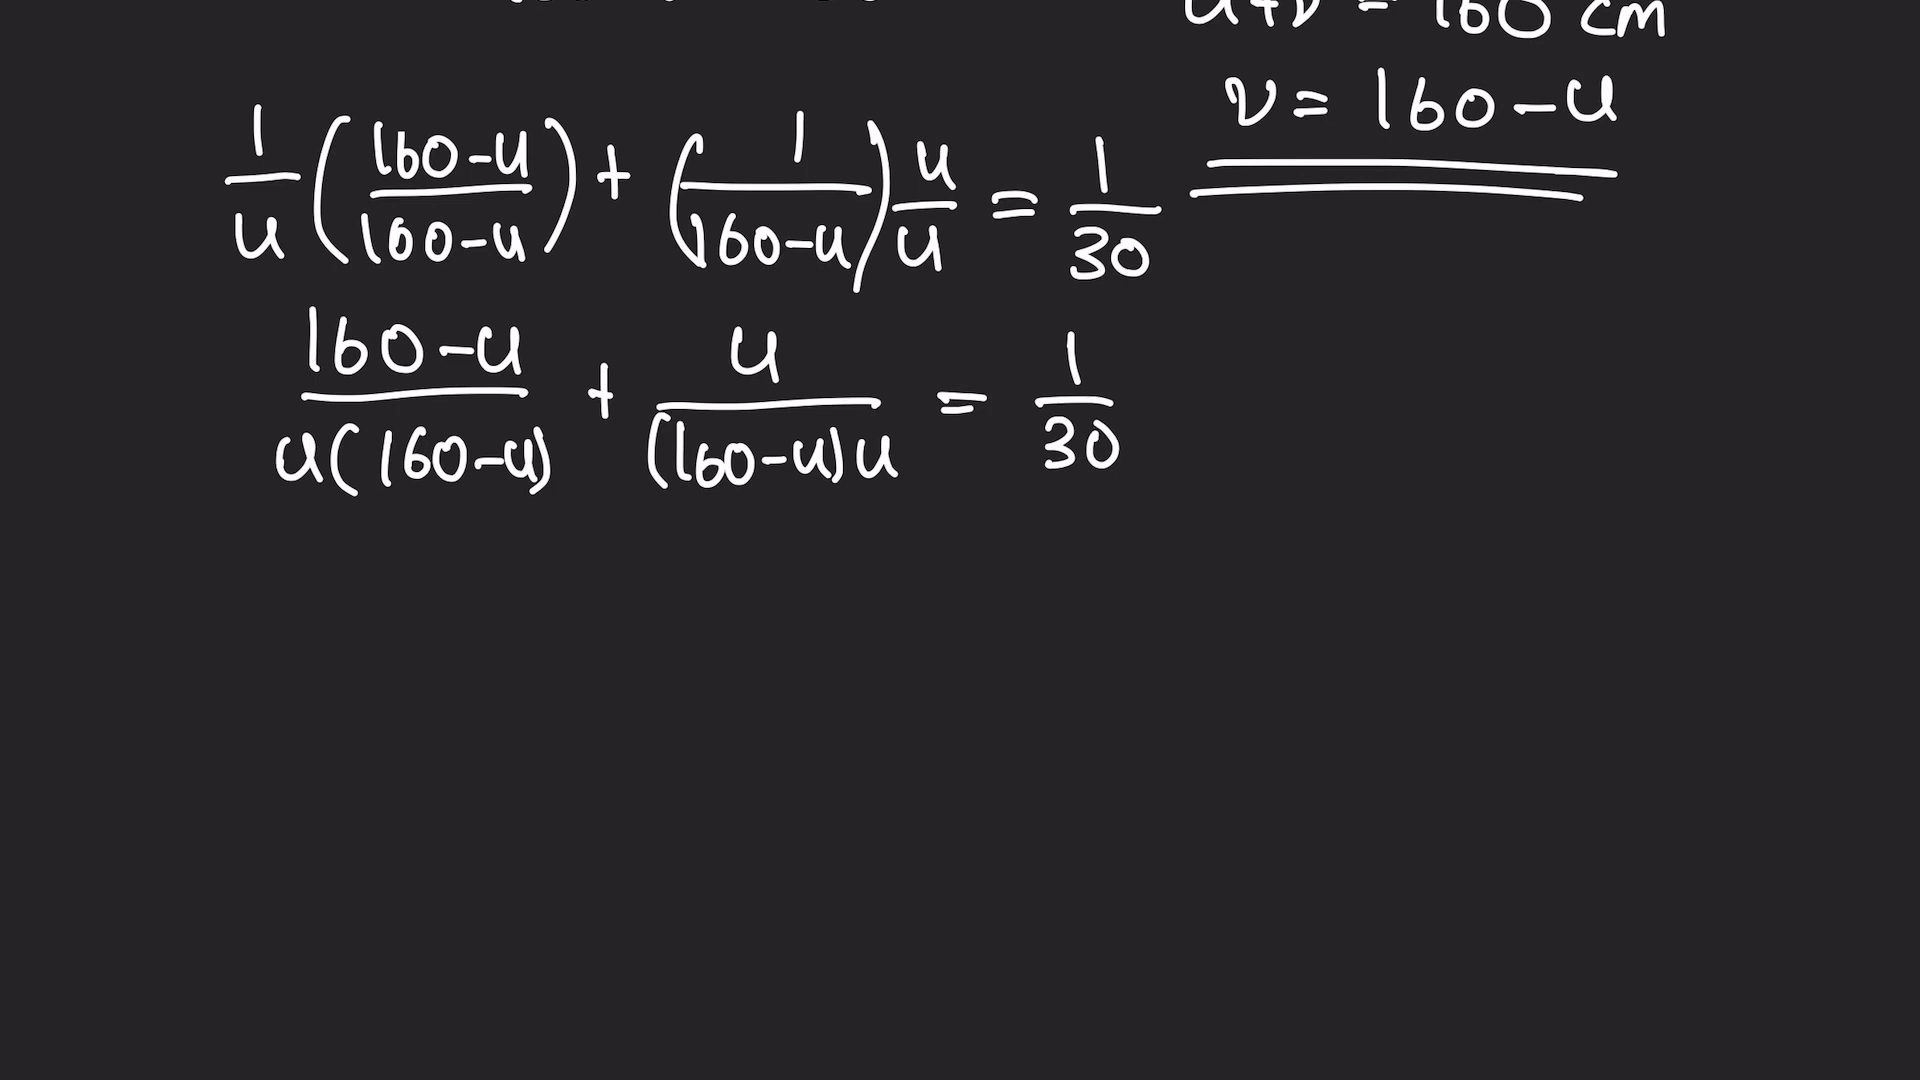 u+v = 160 cm
v = 160-u
1/u (160-u/160-u) + (1/160-u) u/u = 1/30
160-u/u(160-u) + u/(160-u)u = 1/30